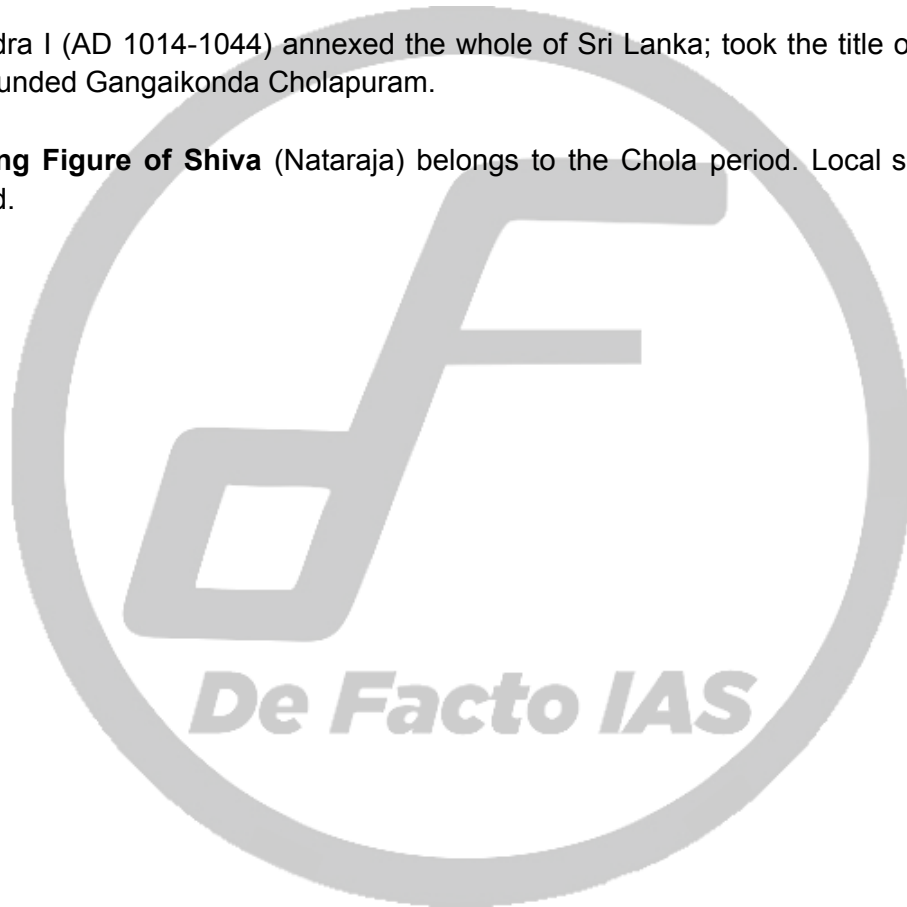 dra I (AD 1014-1044) annexed the whole of Sri Lanka; took the title o
unded Gangaikonda Cholapuram.
ng Figure of Shiva (Nataraja) belongs to the Chola period. Local s
d.
De Facto IAS